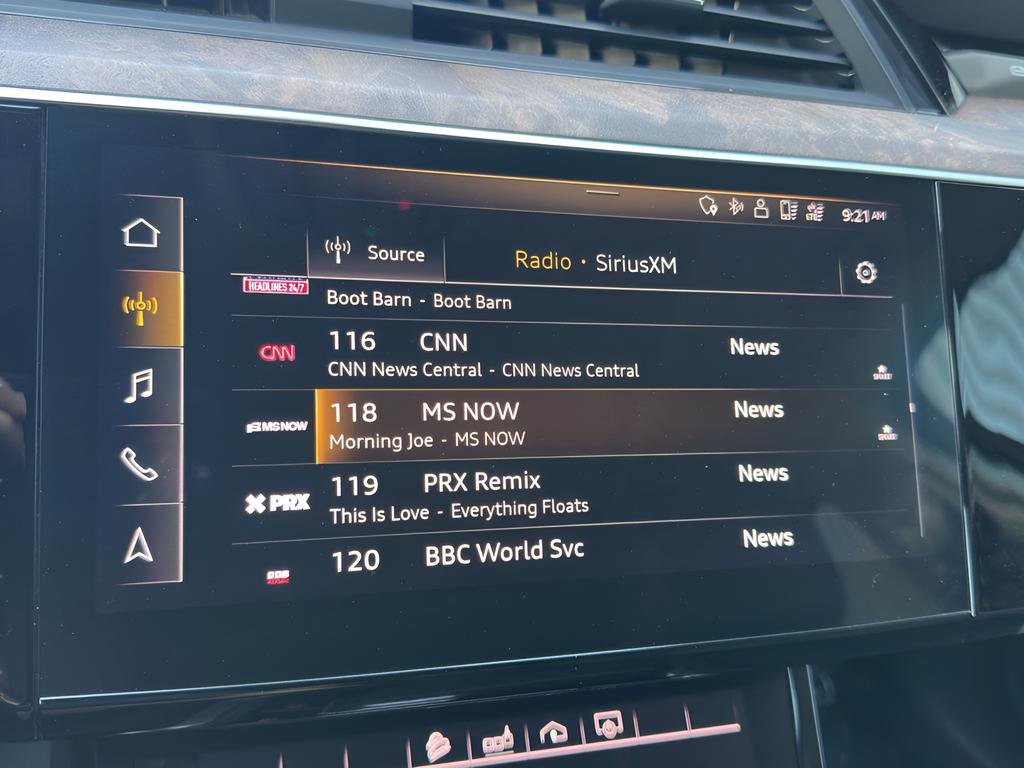 9:21 AM
Source
Radio • SiriusXM
HEADLINES 24/7
Boot Barn - Boot Barn
CNN
116 CNN News
CNN News Central - CNN News Central
MS NOW
118 MS NOW News
Morning Joe - MS NOW
PRX
119 PRX Remix News
This Is Love - Everything Floats
120 BBC World Svc News
BBC